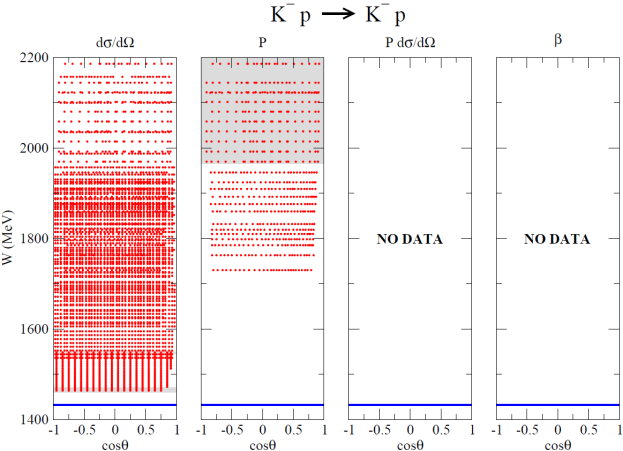 K⁻ p → K⁻ p
dσ/dΩ P P dσ/dΩ β
2200
2000
1800
1600
1400
W (MeV)
NO DATA NO DATA
-1 -0.5 0 0.5 1 -1 -0.5 0 0.5 1 -1 -0.5 0 0.5 1 -1 -0.5 0 0.5 1
cosθ cosθ cosθ cosθ